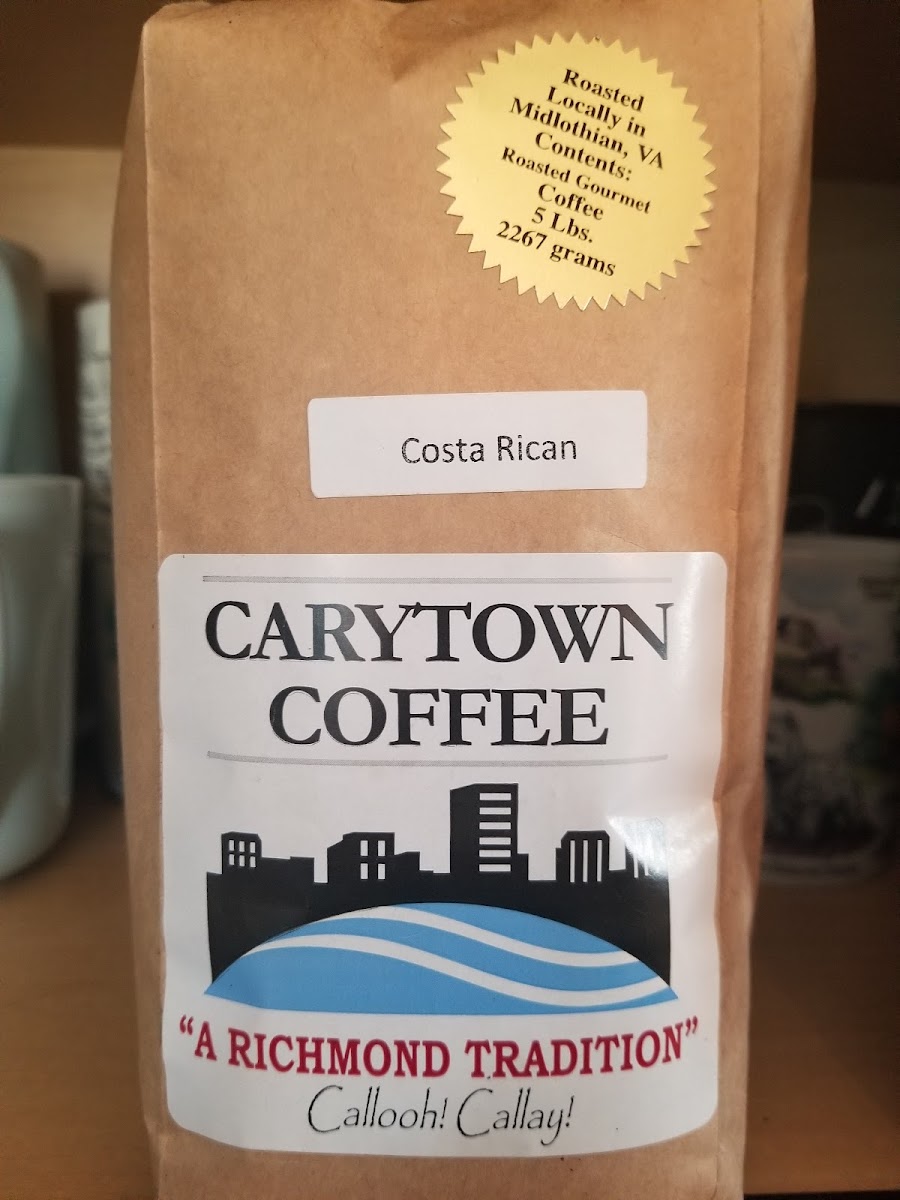 Roasted
Locally in
Midlothian, VA
Contents:
Roasted Gourmet
Coffee
5 Lbs.
2267 grams
Costa Rican
CARYTOWN
COFFEE
“A RICHMOND TRADITION”
Callooh! Callay!